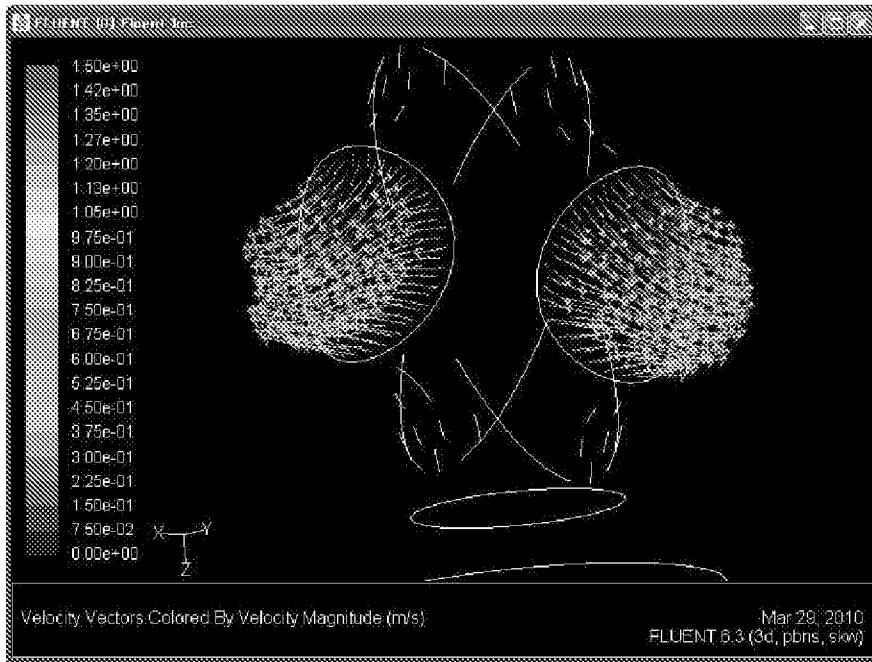 FLUENT [0] Fluent Inc
1.50e+00
1.42e+00
1.35e+00
1.27e+00
1.20e+00
1.13e+00
1.05e+00
9.75e-01
9.00e-01
8.25e-01
7.50e-01
6.75e-01
6.00e-01
5.25e-01
4.50e-01
3.75e-01
3.00e-01
2.25e-01
1.50e-01
7.50e-02
0.00e+00
X
Y
Z
Velocity Vectors Colored By Velocity Magnitude (m/s)
Mar 29, 2010
FLUENT 6.3 (3d, pbns, skw)